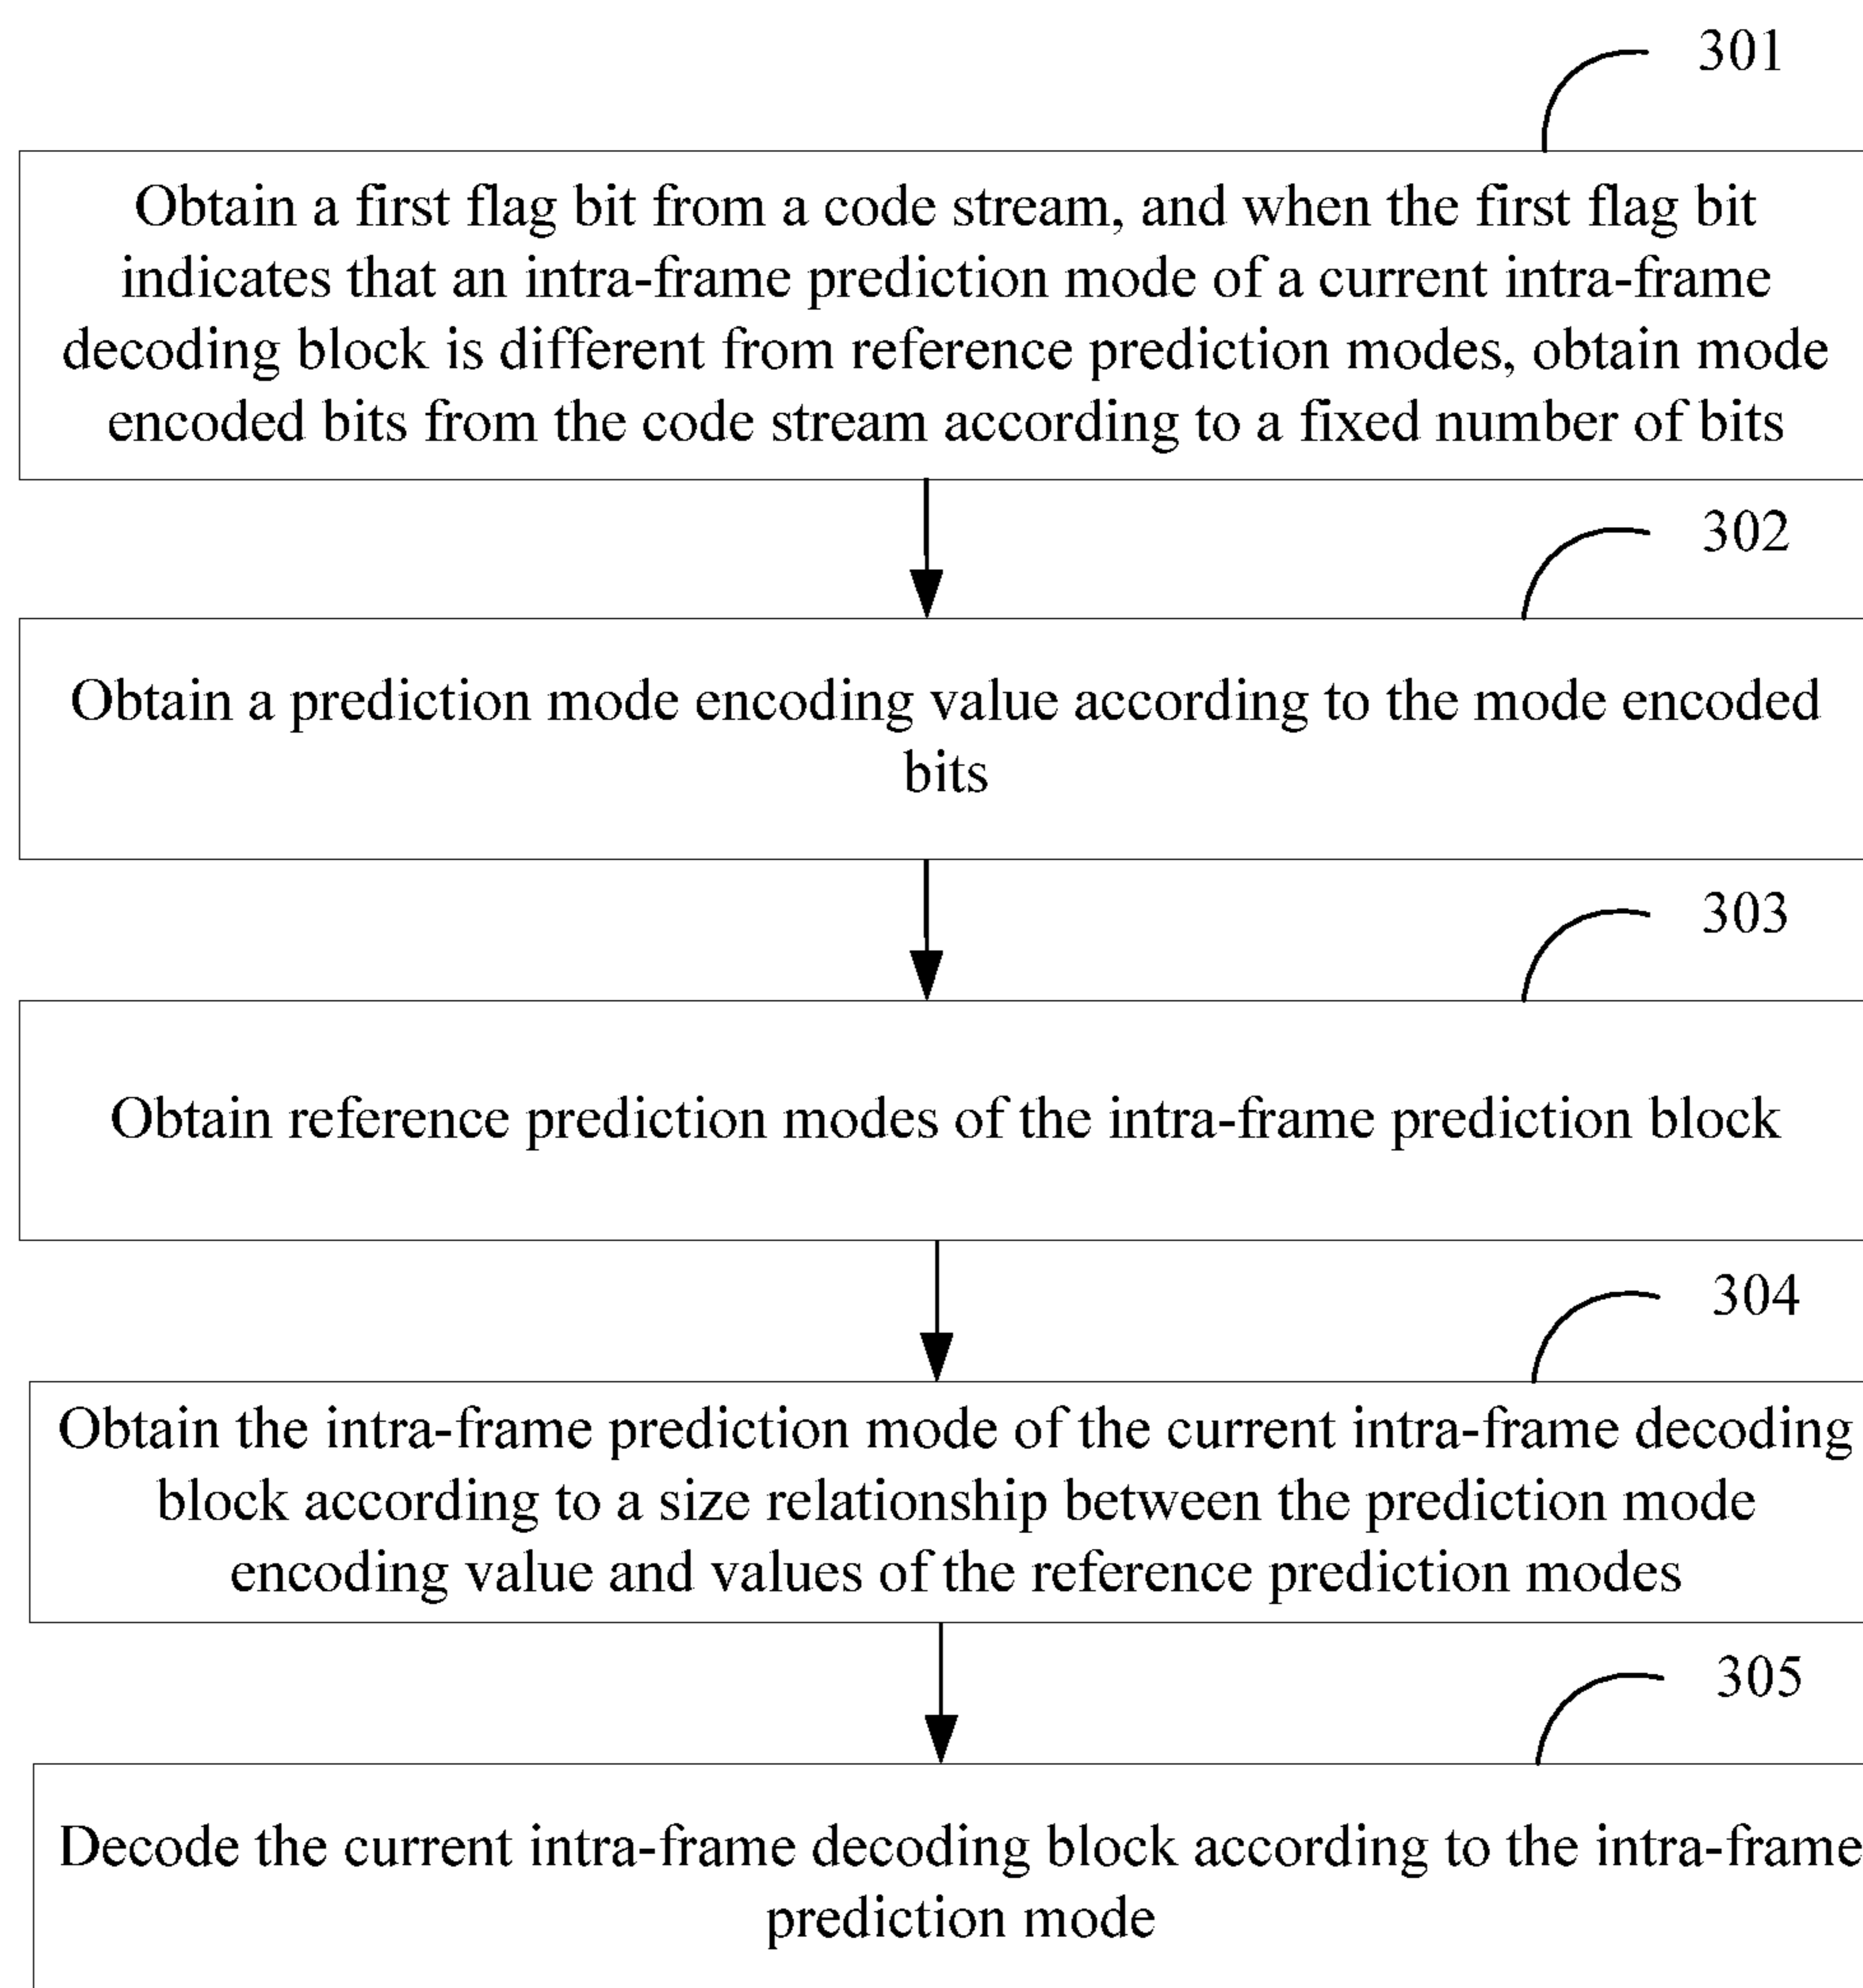 301
Obtain a first flag bit from a code stream, and when the first flag bit
indicates that an intra-frame prediction mode of a current intra-frame
decoding block is different from reference prediction modes, obtain mode
encoded bits from the code stream according to a fixed number of bits
302
Obtain a prediction mode encoding value according to the mode encoded
bits
303
Obtain reference prediction modes of the intra-frame prediction block
304
Obtain the intra-frame prediction mode of the current intra-frame decoding
block according to a size relationship between the prediction mode
encoding value and values of the reference prediction modes
305
Decode the current intra-frame decoding block according to the intra-frame
prediction mode